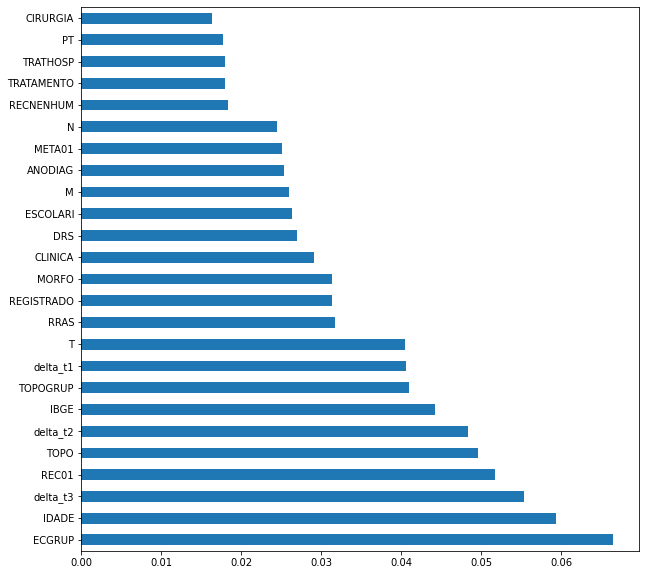 CIRURGIA
PT
TRATHOSP
TRATAMENTO
RECNENHUM
N
META01
ANODIAG
M
ESCOLARI
DRS
CLINICA
MORFO
REGISTRADO
RRAS
T
delta_t1
TOPOGRUP
IBGE
delta_t2
TOPO
REC01
delta_t3
IDADE
ECGRUP
0.00 0.01 0.02 0.03 0.04 0.05 0.06